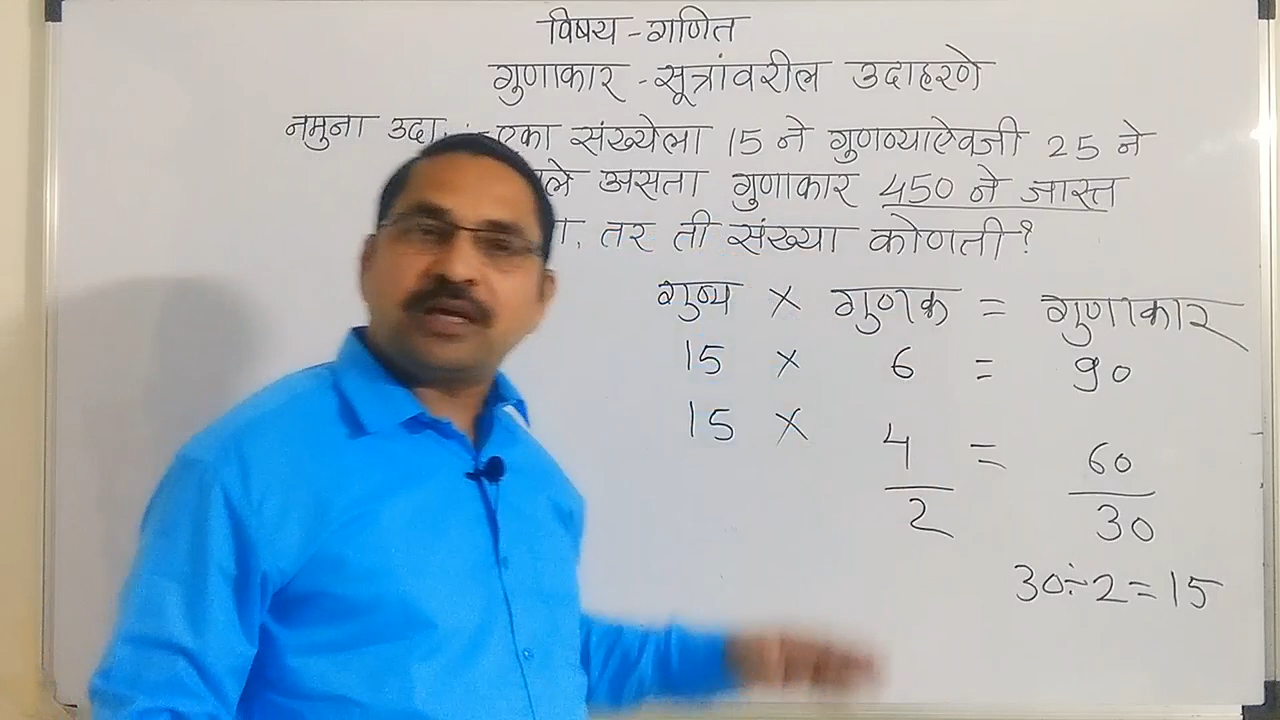 विषय - गणित
गुणाकार - सूत्रांवरील उदाहरणे
नमुना उदा. :- एका संख्येला 15 ने गुणण्याऐवजी 25 ने
असता गुणाकार 450 ने जास्त
तर ती संख्या कोणती?
गुण्य × गुणक = गुणाकार
15 × 6 = 90
15 × 4 = 60
2 30
30÷2=15